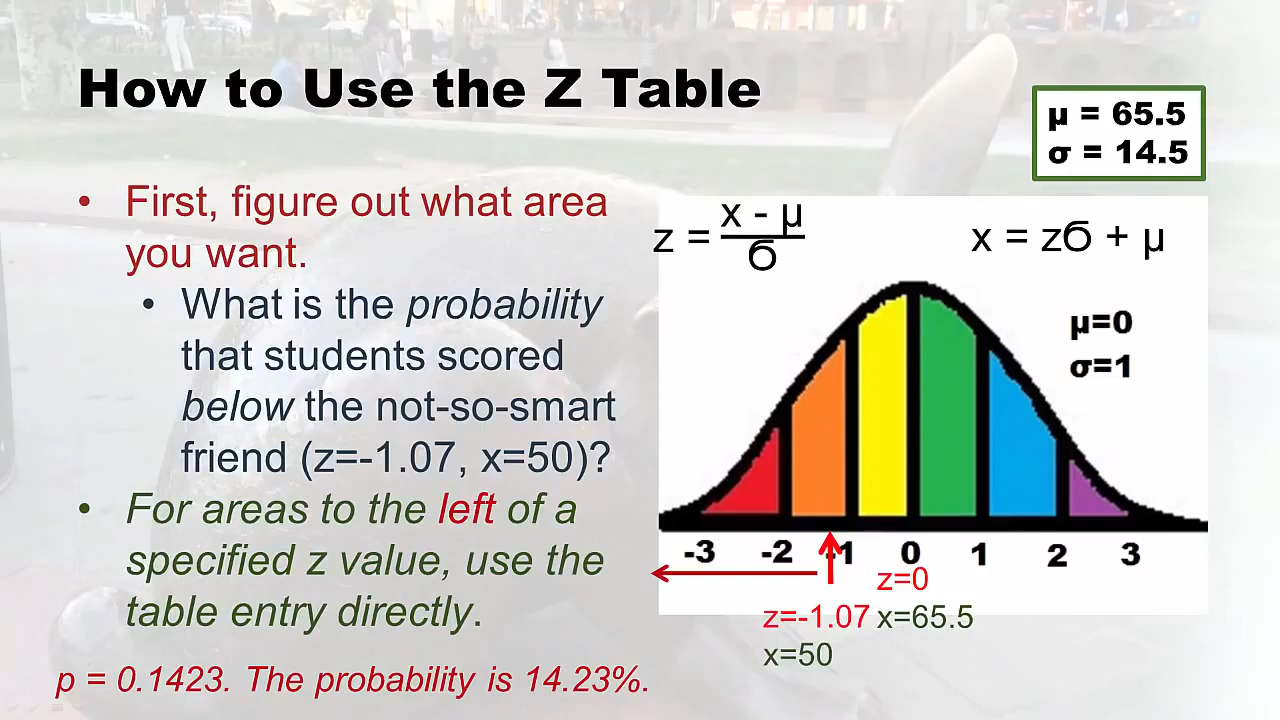 How to Use the Z Table
μ = 65.5
σ = 14.5
• First, figure out what area
you want.
• What is the probability
that students scored
below the not-so-smart
friend (z=-1.07, x=50)?
• For areas to the left of a
specified z value, use the
table entry directly.
p = 0.1423. The probability is 14.23%.
x - μ
z =
б
x = zб + μ
μ=0
σ=1
-3 -2 -1 0 1 2 3
z=0
z=-1.07 x=65.5
x=50